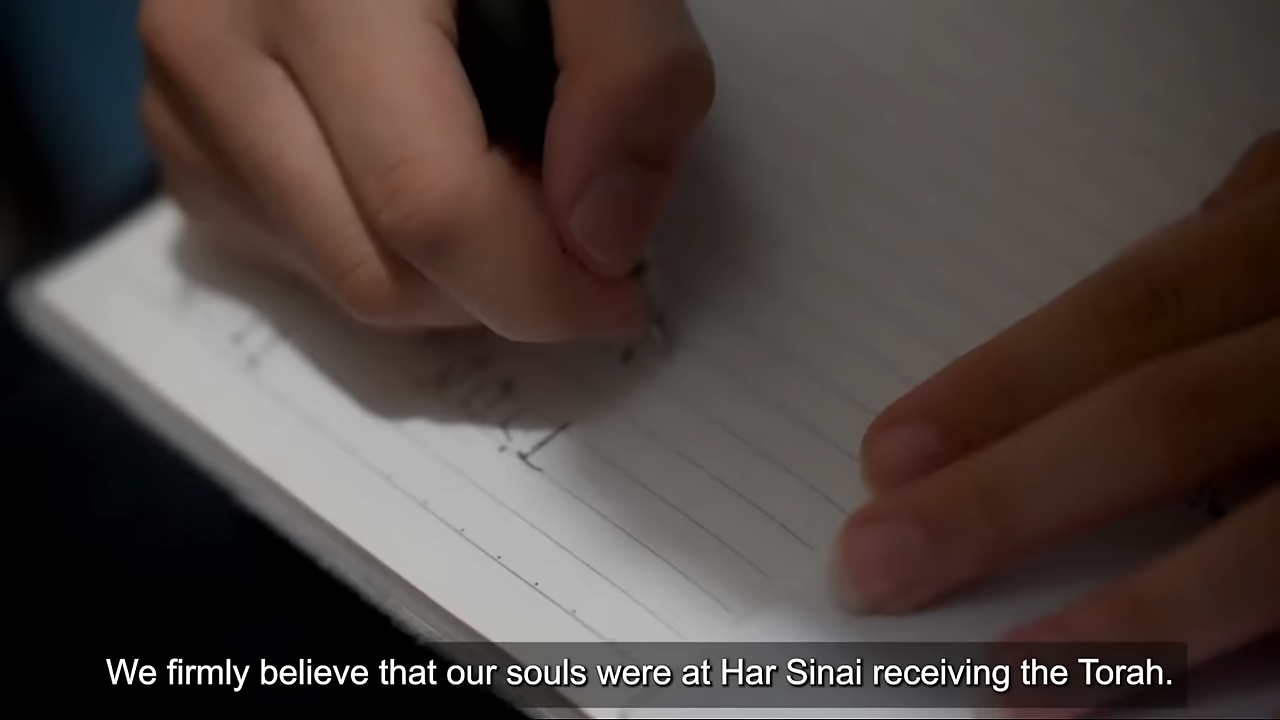 We firmly believe that our souls were at Har Sinai receiving the Torah.